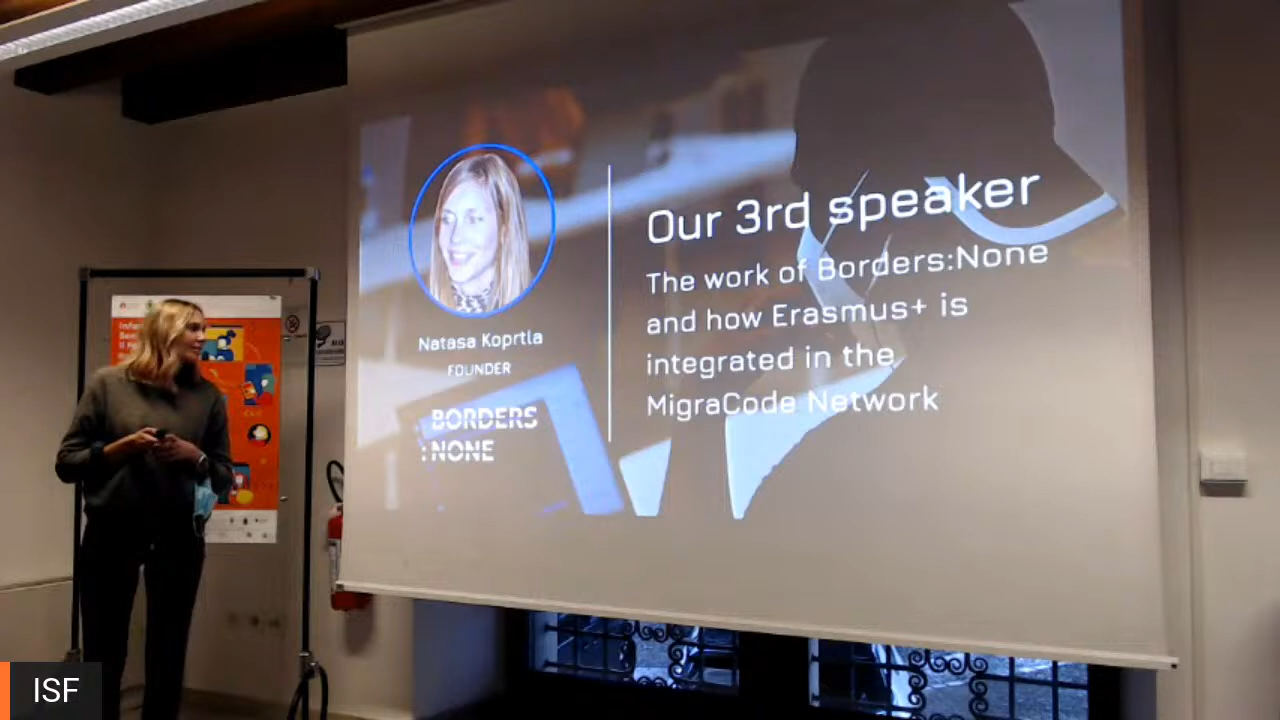 Our 3rd speaker
The work of Borders:None
and how Erasmus+ is
integrated in the
MigraCode Network
Natasa Koprtla
FOUNDER
BORDERS
:NONE
ISF